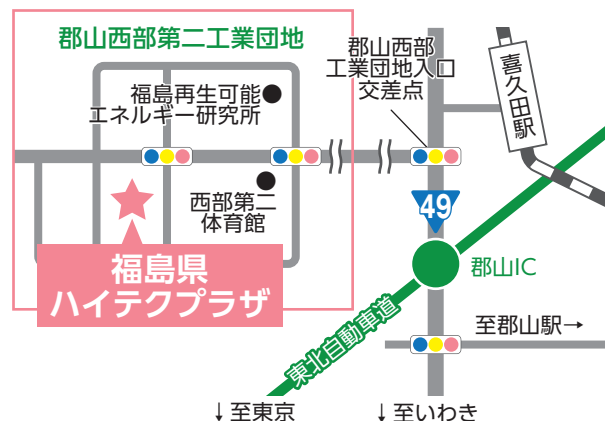 郡山西部第二工業団地
福島再生可能
エネルギー研究所
郡山西部
工業団地入口
交差点
喜久田駅
西部第二
体育館
49
福島県
ハイテクプラザ
郡山IC
東北自動車道
至郡山駅→
↓至東京
↓至いわき